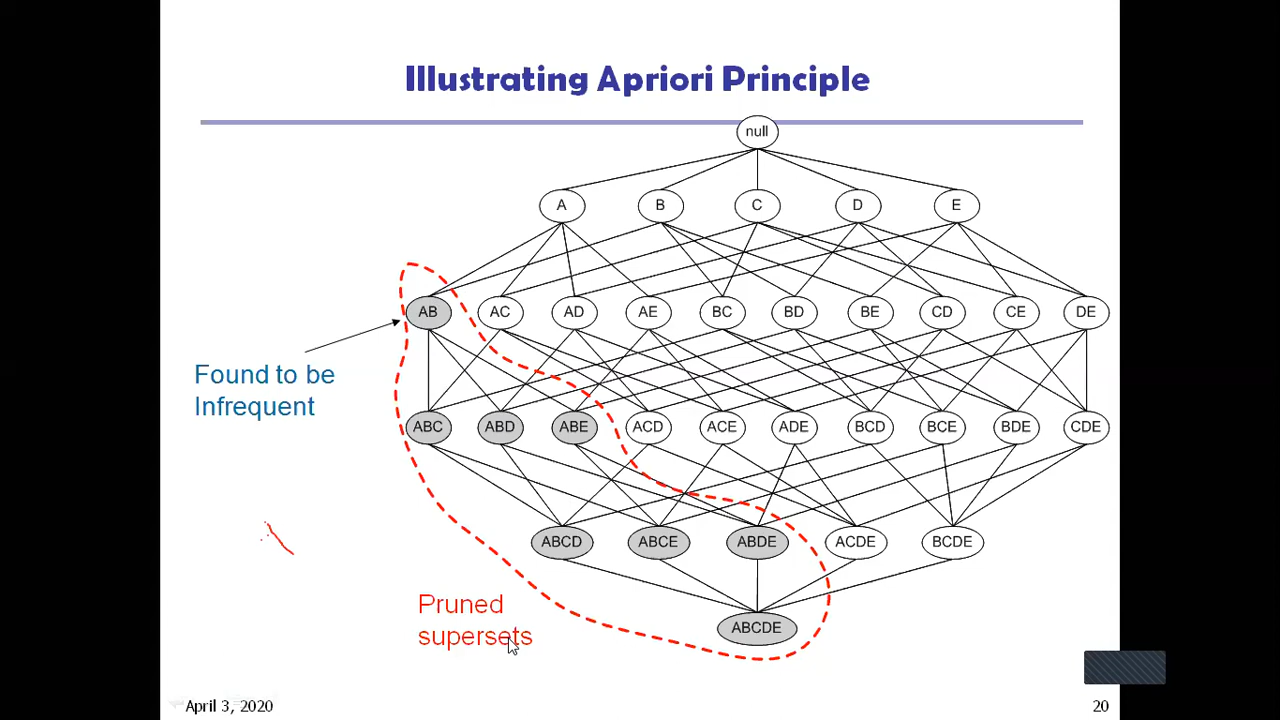 Illustrating Apriori Principle
null
A B C D E
AB AC AD AE BC BD BE CD CE DE
Found to be
Infrequent
ABC ABD ABE ACD ACE ADE BCD BCE BDE CDE
ABCD ABCE ABDE ACDE BCDE
Pruned
supersets
ABCDE
April 3, 2020
20